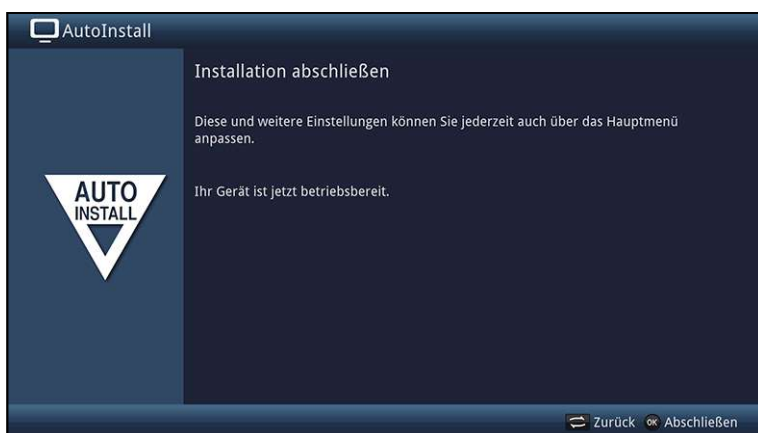 AutoInstall
Installation abschließen
Diese und weitere Einstellungen können Sie jederzeit auch über das Hauptmenü
anpassen.
Ihr Gerät ist jetzt betriebsbereit.
AUTO
INSTALL
Zurück OK Abschließen